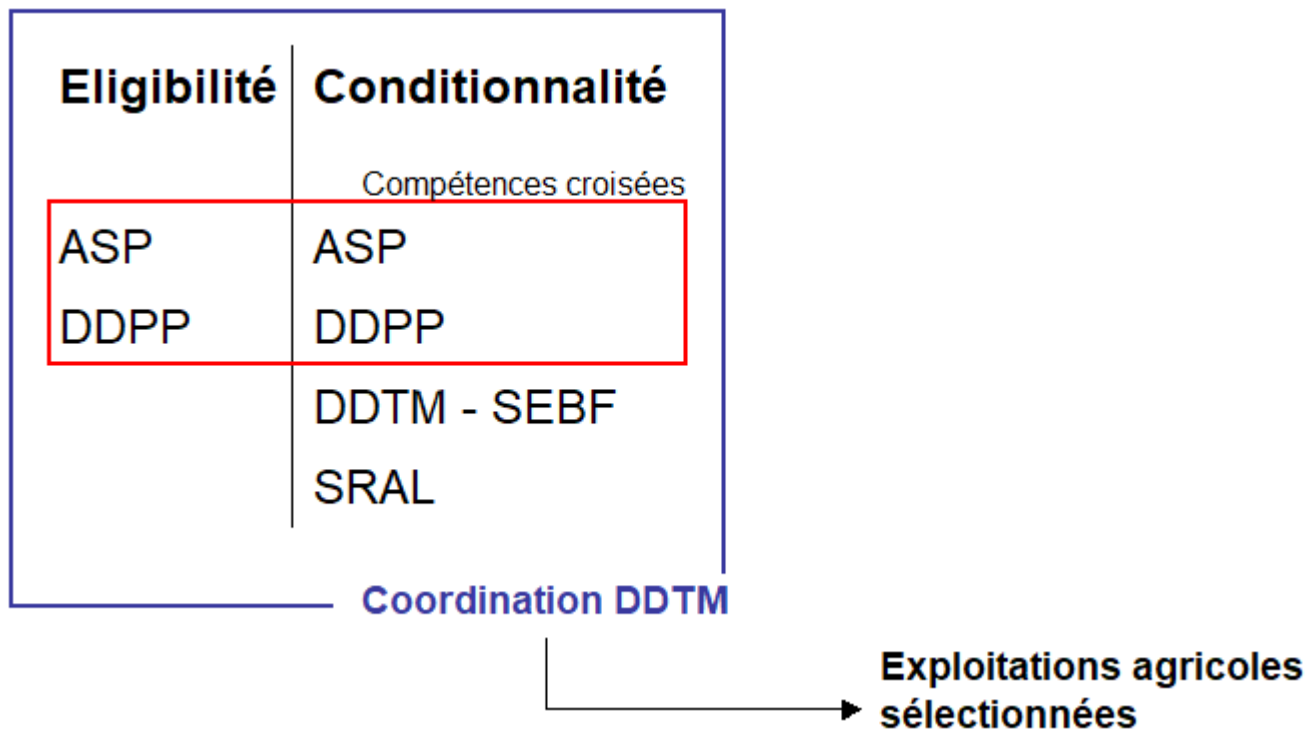 Eligibilité Conditionnalité
Compétences croisées
ASP ASP
DDPP DDPP
DDTM - SEBF
SRAL
Coordination DDTM
Exploitations agricoles
sélectionnées